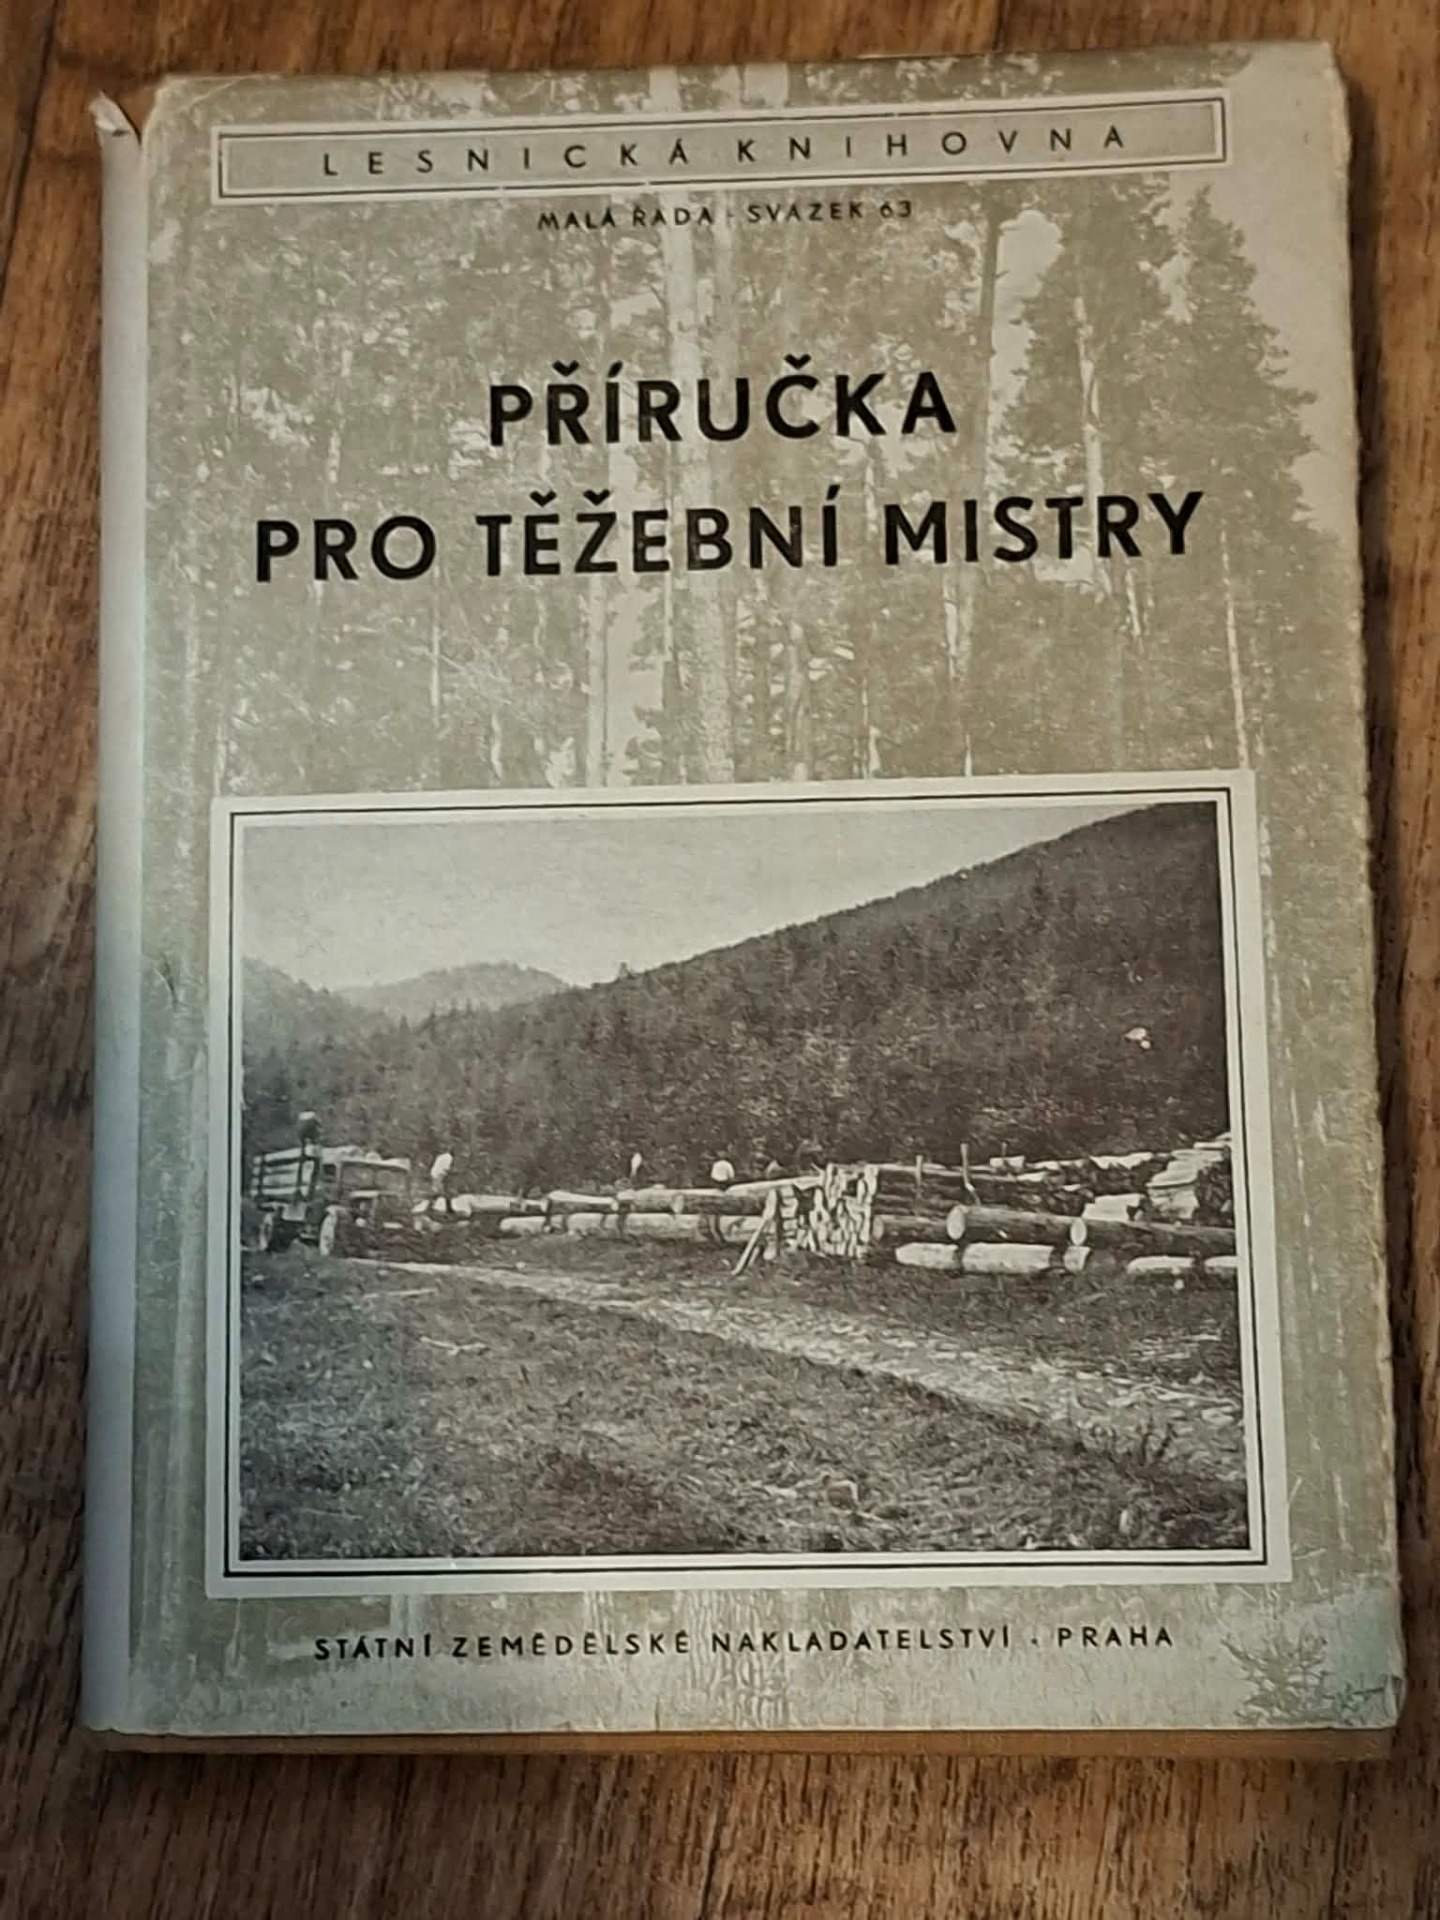 LESNICKÁ KNIHOVNA
MALÁ ŘADA · SVAZEK 63
PŘÍRUČKA
PRO TĚŽEBNÍ MISTRY
STÁTNÍ ZEMĚDĚLSKÉ NAKLADATELSTVÍ · PRAHA